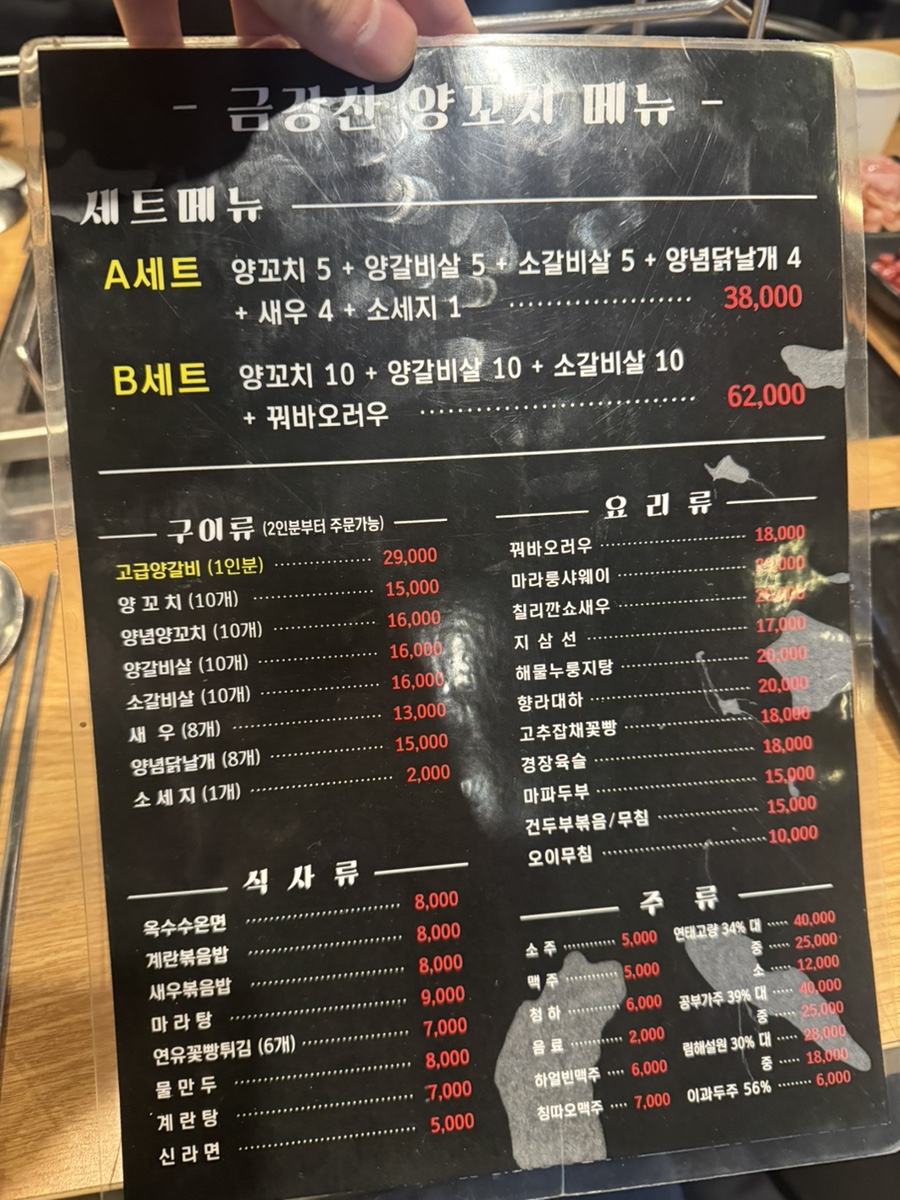 - 금강산 양꼬치 메뉴 -
세트메뉴
A세트 양꼬치 5 + 양갈비살 5 + 소갈비살 5 + 양념닭날개 4
+ 새우 4 + 소세지 1 38,000
B세트 양꼬치 10 + 양갈비살 10 + 소갈비살 10
+ 꿔바오러우 62,000
구이류 (2인분부터 주문가능)
고급양갈비 (1인분) 29,000
양 꼬 치 (10개) 15,000
양념양꼬치 (10개) 16,000
양갈비살 (10개) 16,000
소갈비살 (10개) 16,000
새 우 (8개) 13,000
양념닭날개 (8개) 15,000
소 세 지 (1개) 2,000
요 리 류
꿔바오러우 18,000
마라룽샤웨이
칠리깐쇼새우
지 삼 선 17,000
해물누룽지탕 20,000
향라대하 20,000
고추잡채꽃빵 18,000
경장육슬 18,000
마파두부 15,000
건두부볶음/무침 15,000
오이무침 10,000
식 사 류
옥수수온면 8,000
계란볶음밥 8,000
새우볶음밥 8,000
마 라 탕 9,000
연유꽃빵튀김 (6개) 7,000
물 만 두 8,000
계 란 탕 7,000
신 라 면 5,000
주 류
소 주 5,000
맥 주 5,000
청 하 6,000
음 료 2,000
하얼빈맥주 6,000
칭따오맥주 7,000
연태고량 34% 대 40,000
중 25,000
소 12,000
공부가주 39% 대 40,000
중 25,000
림해설원 30% 대 28,000
중 18,000
이과두주 56% 6,000